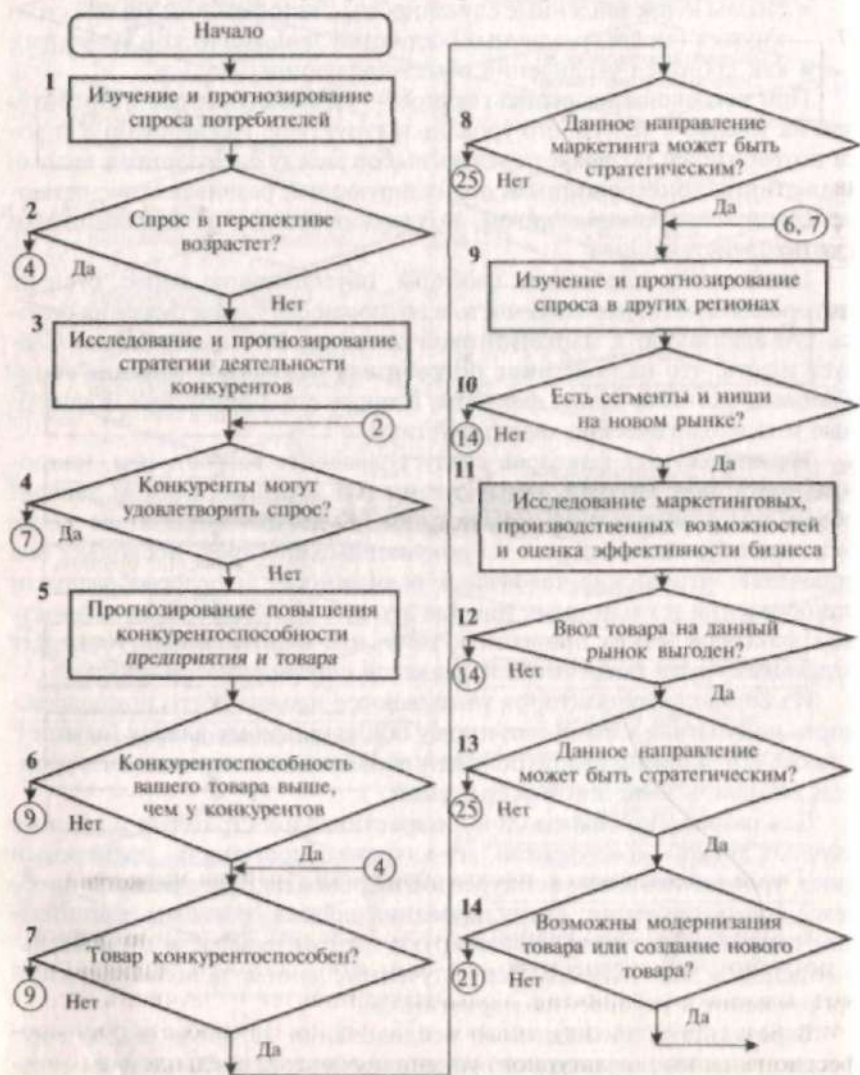 Начало
1
Изучение и прогнозирование
спроса потребителей
2
Спрос в перспективе
возрастет?
4
Да
Нет
3
Исследование и прогнозирование
стратегии деятельности
конкурентов
2
4
Конкуренты могут
удовлетворить спрос?
7
Да
Нет
5
Прогнозирование повышения
конкурентоспособности
предприятия и товара
6
Конкурентоспособность
вашего товара выше,
чем у конкурентов
9
Нет
Да
4
7
Товар конкурентоспособен?
9
Нет
Да
8
Данное направление
маркетинга может быть
стратегическим?
25
Нет
Да
6, 7
9
Изучение и прогнозирование
спроса в других регионах
10
Есть сегменты и ниши
на новом рынке?
14
Нет
Да
11
Исследование маркетинговых,
производственных возможностей
и оценка эффективности бизнеса
12
Ввод товара на данный
рынок выгоден?
14
Нет
Да
13
Данное направление
может быть стратегическим?
25
Нет
Да
14
Возможны модернизация
товара или создание нового
товара?
21
Нет
Да